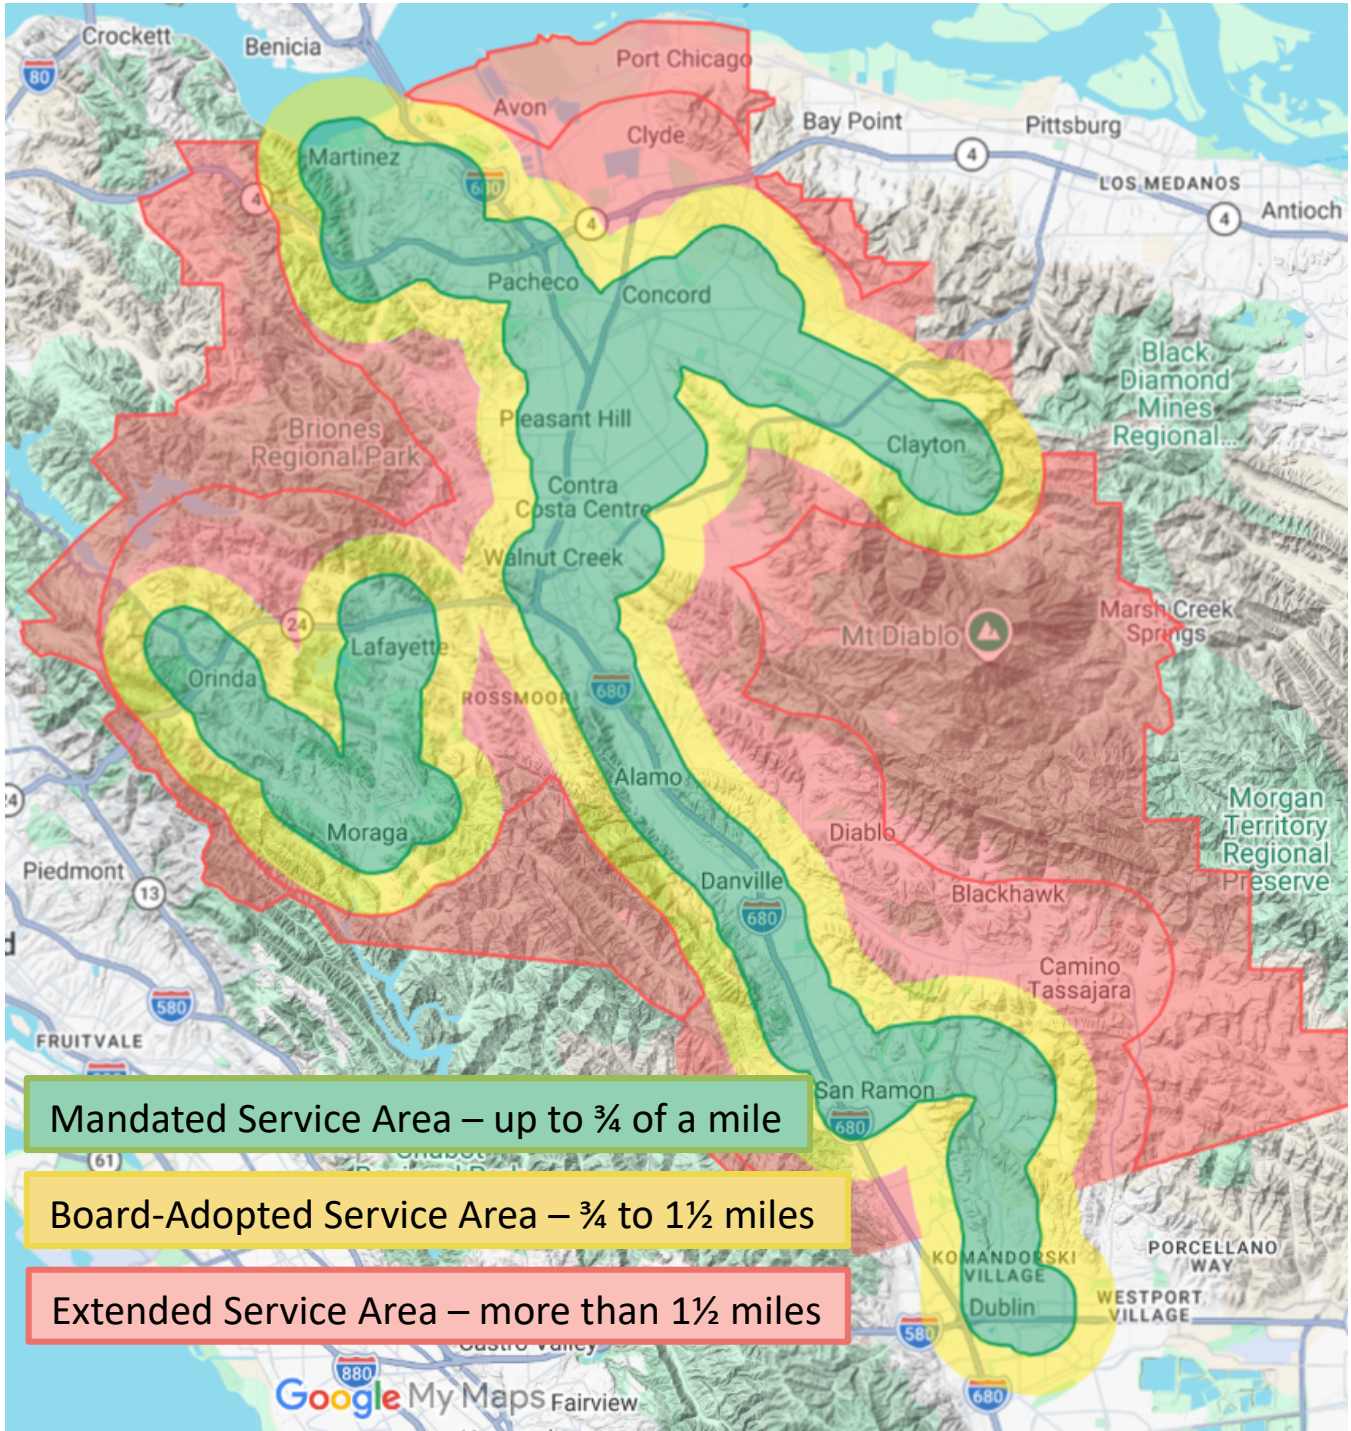 Crockett
Benicia
80
Port Chicago
Avon
Clyde
Bay Point
Pittsburg
4
LOS MEDANOS
4
Antioch
Martinez
680
4
4
Pacheco
Concord
Black
Diamond
Mines
Regional...
Pleasant Hill
Briones
Regional Park
Clayton
Contra
Costa Centre
Walnut Creek
24
Lafayette
Marsh Creek
Springs
Mt Diablo
Orinda
ROSSMOOR
680
Alamo
Morgan
Territory
Regional
Preserve
24
Moraga
Diablo
Piedmont
13
Danville
Blackhawk
680
Camino
Tassajara
580
FRUITVALE
San Ramon
680
Mandated Service Area – up to ¾ of a mile
61
Board-Adopted Service Area – ¾ to 1½ miles
KOMANDORSKI
VILLAGE
PORCELLANO
WAY
Extended Service Area – more than 1½ miles
Dublin
WESTPORT
VILLAGE
580
Castro Valley
880
680
Google My Maps
Fairview